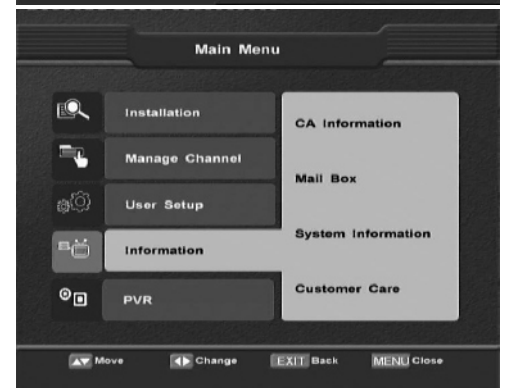 Main Menu
Installation
Manage Channel
User Setup
Information
PVR
CA Information
Mail Box
System Information
Customer Care
Move Change EXIT Back MENU Close